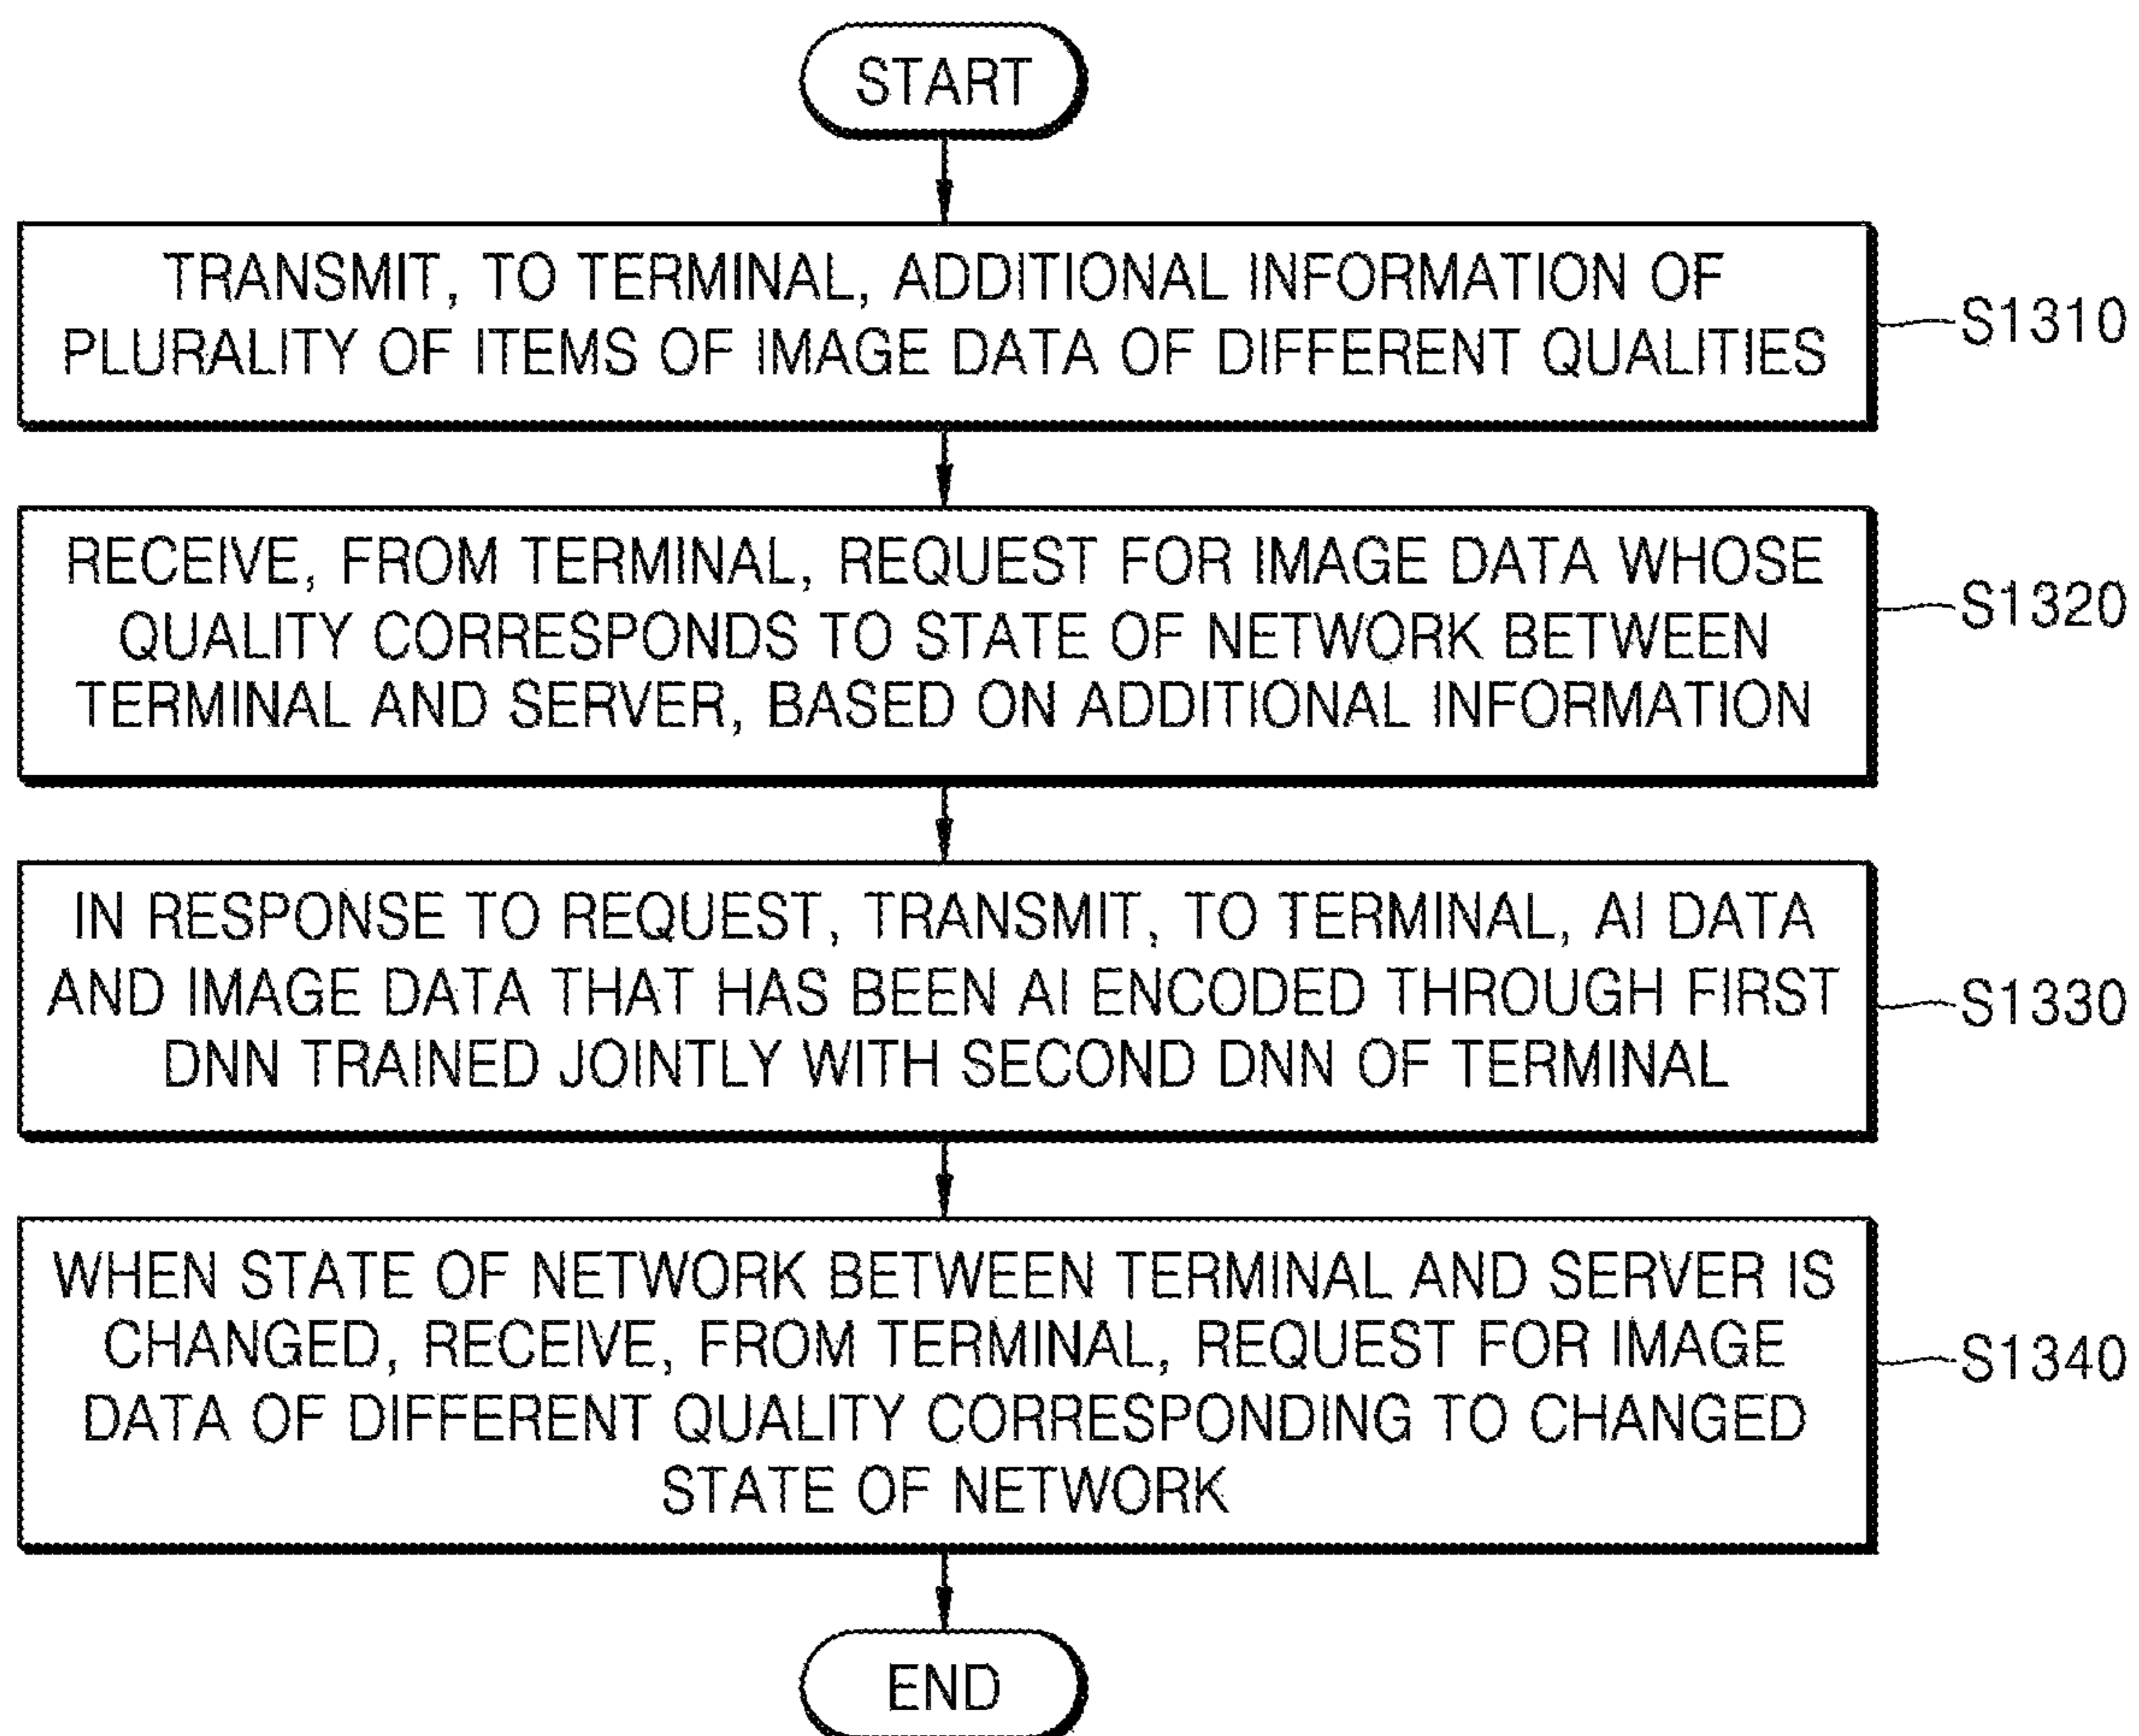 START
TRANSMIT, TO TERMINAL, ADDITIONAL INFORMATION OF
PLURALITY OF ITEMS OF IMAGE DATA OF DIFFERENT QUALITIES
S1310
RECEIVE, FROM TERMINAL, REQUEST FOR IMAGE DATA WHOSE
QUALITY CORRESPONDS TO STATE OF NETWORK BETWEEN
TERMINAL AND SERVER, BASED ON ADDITIONAL INFORMATION
S1320
IN RESPONSE TO REQUEST, TRANSMIT, TO TERMINAL, AI DATA
AND IMAGE DATA THAT HAS BEEN AI ENCODED THROUGH FIRST
DNN TRAINED JOINTLY WITH SECOND DNN OF TERMINAL
S1330
WHEN STATE OF NETWORK BETWEEN TERMINAL AND SERVER IS
CHANGED, RECEIVE, FROM TERMINAL, REQUEST FOR IMAGE
DATA OF DIFFERENT QUALITY CORRESPONDING TO CHANGED
STATE OF NETWORK
S1340
END